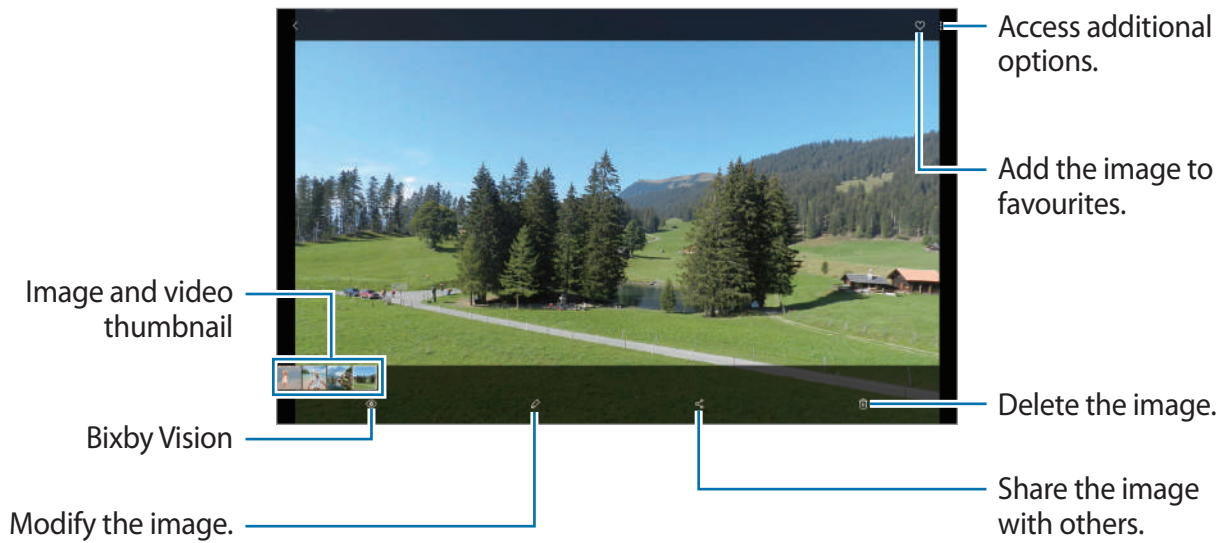 Access additional
options.
Add the image to
favourites.
Image and video
thumbnail
Bixby Vision
Delete the image.
Share the image
with others.
Modify the image.